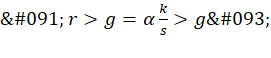 &#091; r > g = α k/s > g&#093;